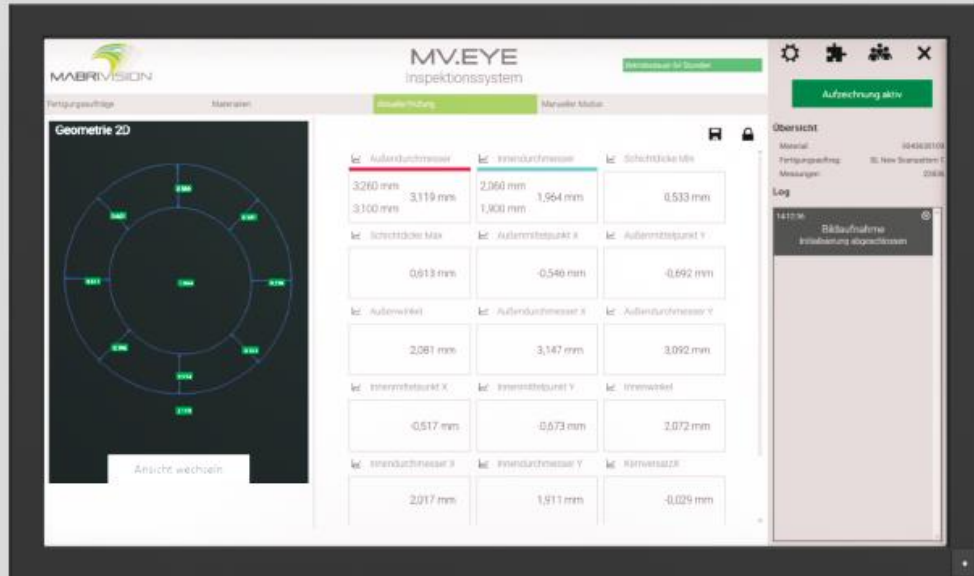 MABRI.VISION
MV.EYE
Inspektionssystem
Fertigungsaufträge
Materialien
Aktuelle Prüfung
Manueller Modus
Aufzeichnung aktiv
Geometrie 2D
Ansicht wechseln
Außendurchmesser
3,260 mm
3,119 mm
3,100 mm
Innendurchmesser
2,060 mm
1,964 mm
1,900 mm
Schichtdicke Min
0,533 mm
Schichtdicke Max
0,613 mm
Außenmittelpunkt X
-0,546 mm
Außenmittelpunkt Y
-0,692 mm
Außenwinkel
2,081 mm
Außendurchmesser X
3,147 mm
Außendurchmesser Y
3,092 mm
Innenmittelpunkt X
-0,517 mm
Innenmittelpunkt Y
-0,673 mm
Innenwinkel
2,072 mm
Innendurchmesser X
2,017 mm
Innendurchmesser Y
1,911 mm
Kernversatz X
-0,029 mm
Übersicht
Material
Fertigungsauftrag
Messungen
Log
14:12:36
Bildaufnahme
Initialisierung abgeschlossen